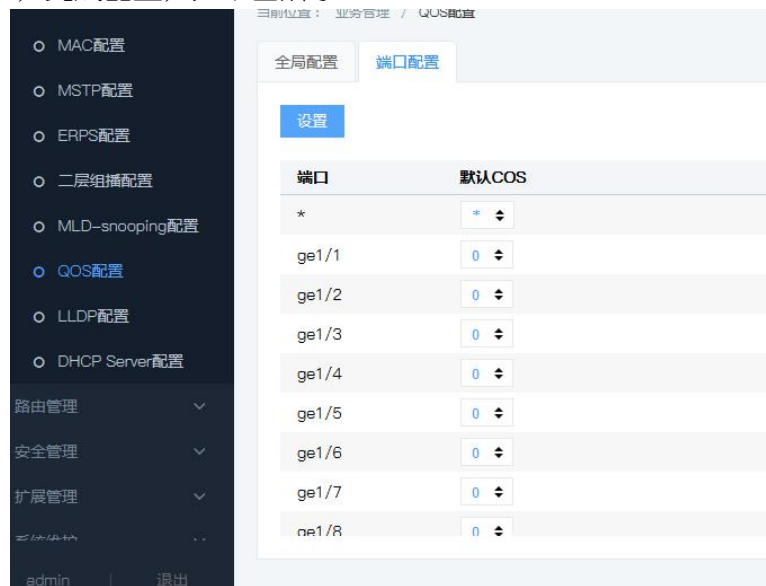 当前位置： 业务管理 / QOS配置
MAC配置
MSTP配置
ERPS配置
二层组播配置
MLD-snooping配置
QOS配置
LLDP配置
DHCP Server配置
路由管理
安全管理
扩展管理
系统维护
admin | 退出
全局配置 端口配置
设置
端口 默认COS
* *
ge1/1 0
ge1/2 0
ge1/3 0
ge1/4 0
ge1/5 0
ge1/6 0
ge1/7 0
ge1/8 0